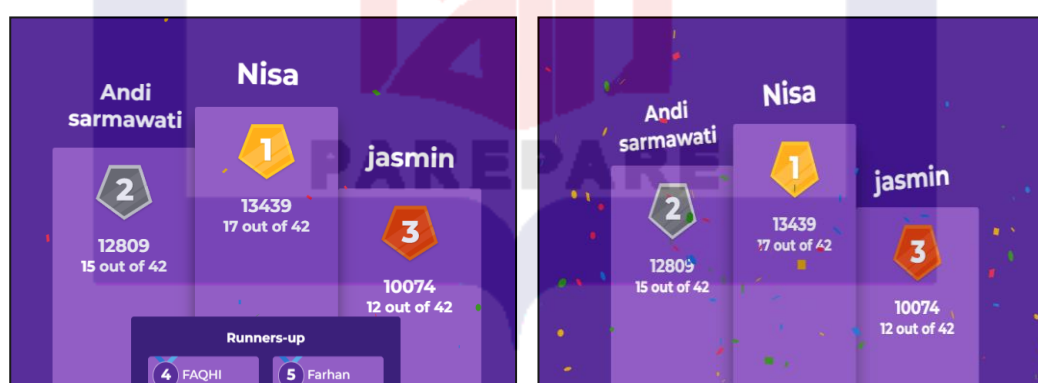 Nisa
Andi
sarmawati
jasmin
1
2
3
13439
17 out of 42
12809
15 out of 42
10074
12 out of 42
Runners-up
4 FAQHI
5 Farhan
Nisa
Andi
sarmawati
jasmin
1
2
3
13439
17 out of 42
12809
15 out of 42
10074
12 out of 42
PAREPARE